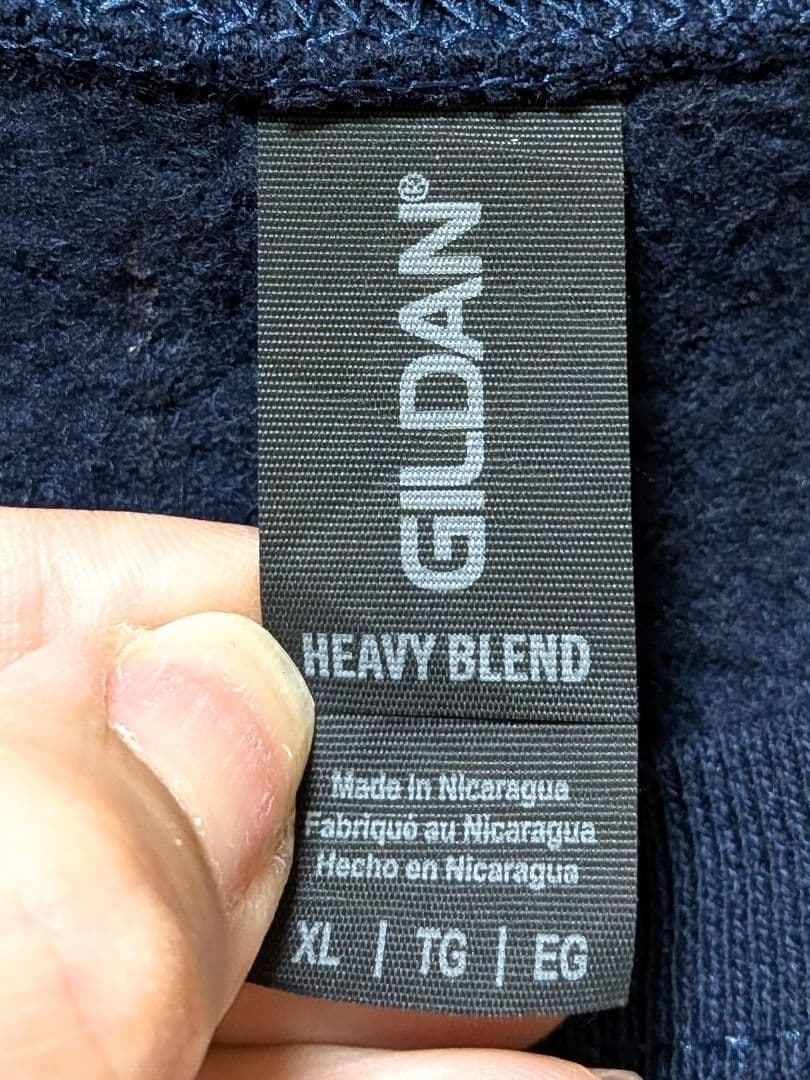 GILDAN®
HEAVY BLEND
Made in Nicaragua
Fabriqué au Nicaragua
Hecho en Nicaragua
XL | TG | EG